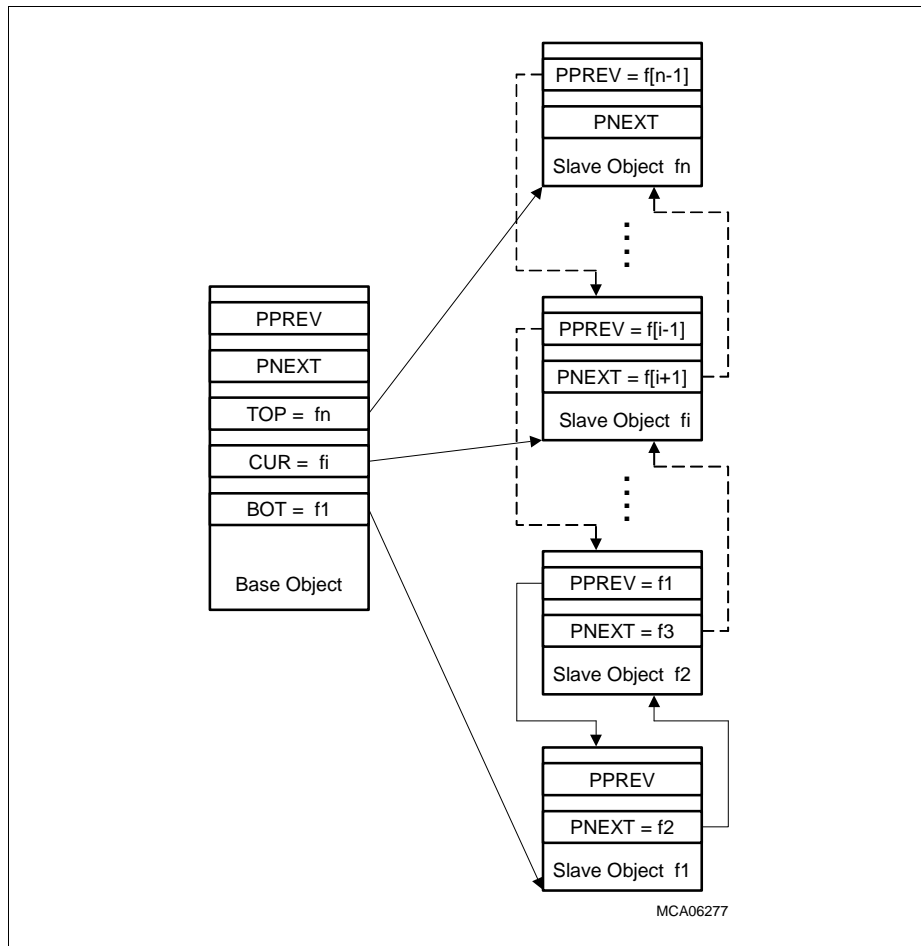 PPREV = f[n-1]
PNEXT
Slave Object fn
PPREV
PNEXT
TOP = fn
CUR = fi
BOT = f1
Base Object
PPREV = f[i-1]
PNEXT = f[i+1]
Slave Object fi
PPREV = f1
PNEXT = f3
Slave Object f2
PPREV
PNEXT = f2
Slave Object f1
MCA06277